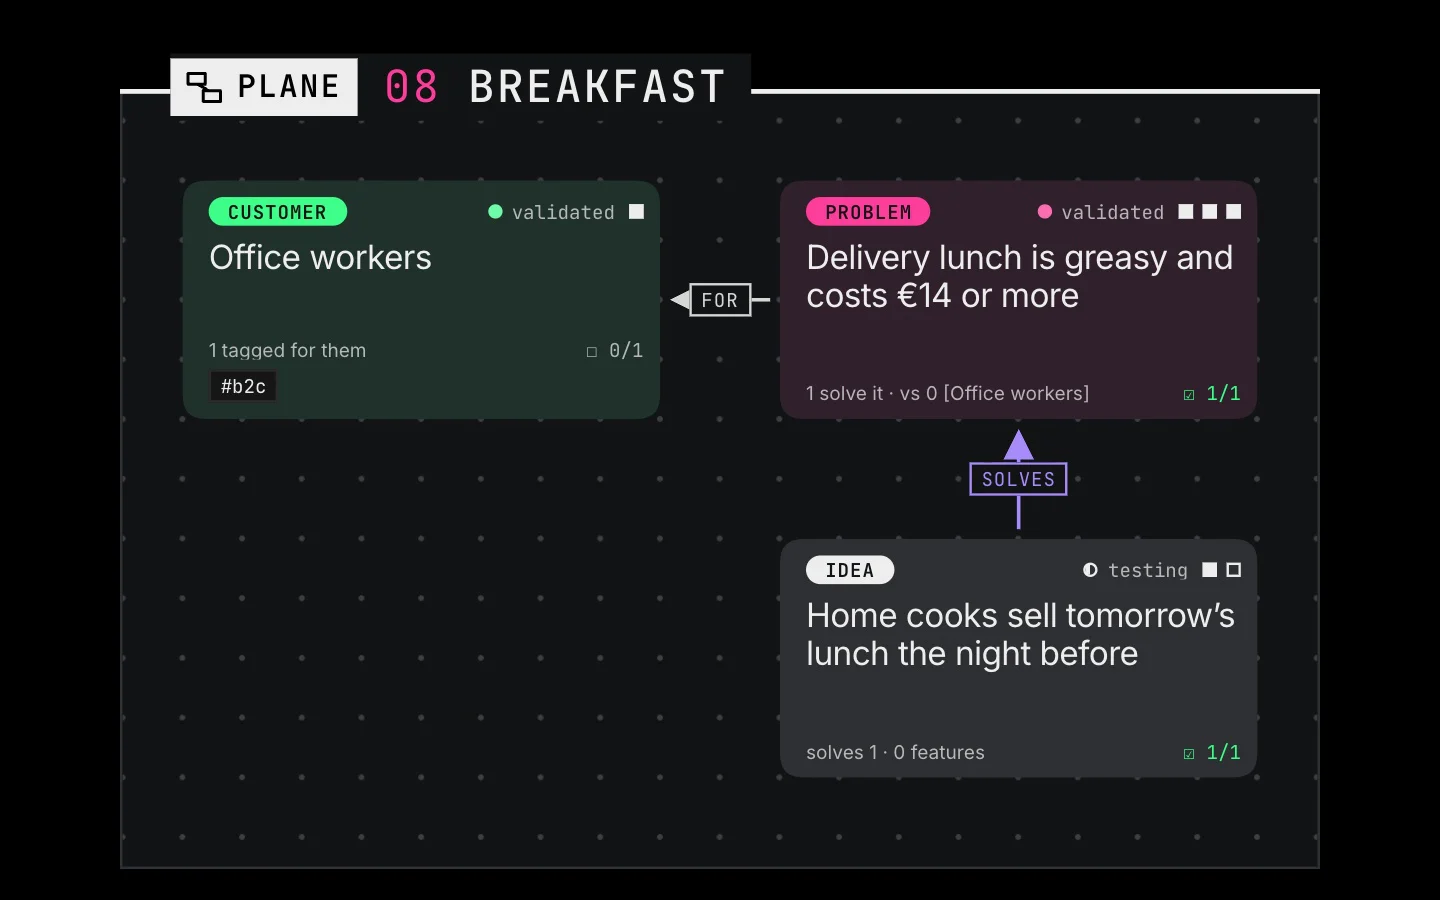 PLANE 08 BREAKFAST
CUSTOMER validated
Office workers
1 tagged for them ☐ 0/1
#b2c
FOR
PROBLEM validated
Delivery lunch is greasy and
costs €14 or more
1 solve it · vs 0 [Office workers] ☑ 1/1
SOLVES
IDEA testing
Home cooks sell tomorrow’s
lunch the night before
solves 1 · 0 features ☑ 1/1